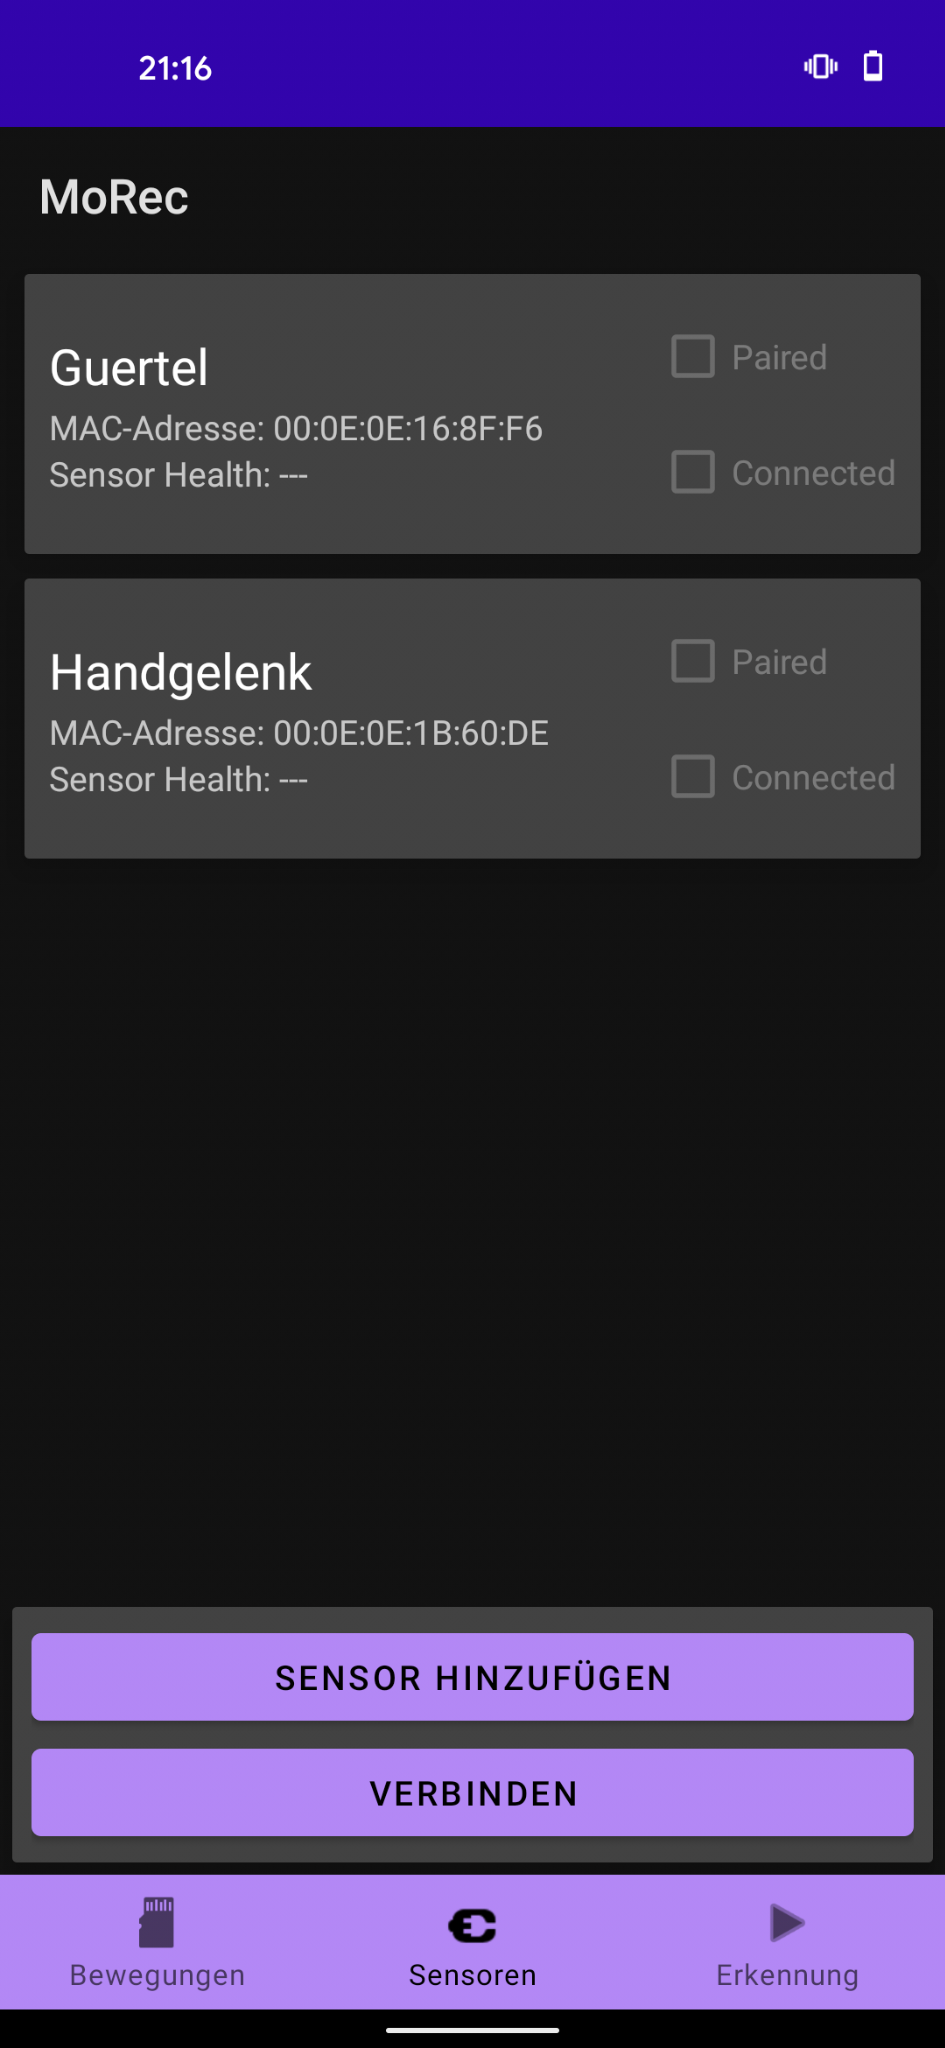 21:16
MoRec
Guertel
MAC-Adresse: 00:0E:0E:16:8F:F6
Sensor Health: ---
Paired
Connected
Handgelenk
MAC-Adresse: 00:0E:0E:1B:60:DE
Sensor Health: ---
Paired
Connected
SENSOR HINZUFÜGEN
VERBINDEN
Bewegungen
Sensoren
Erkennung